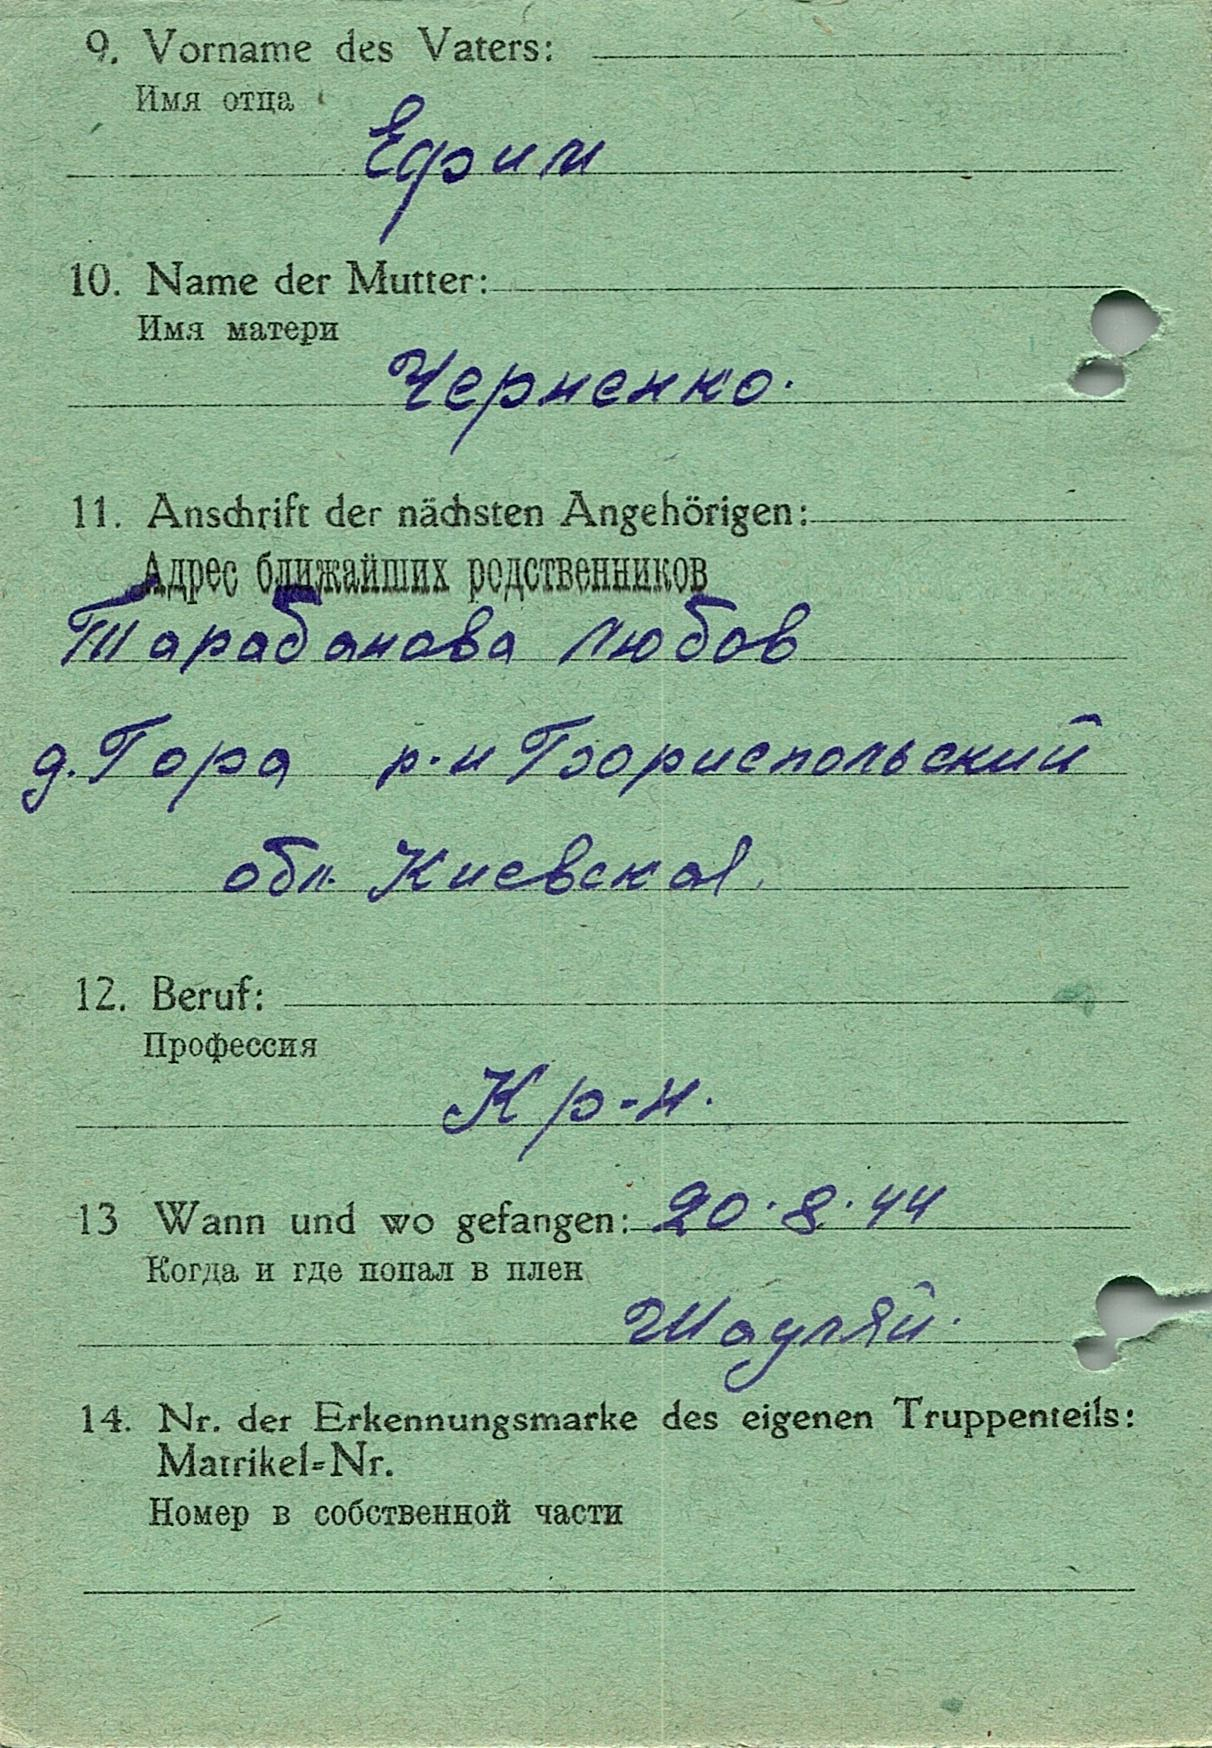 9. Vorname des Vaters:
Имя отца
Ефим
10. Name der Mutter:
Имя матери
Черненко.
11. Anschrift der nächsten Angehörigen:
Адрес ближайших родственников
Тарабанова Любов
д. Гора р-н Бориспольский
обл. Киевская.
12. Beruf:
Профессия
Кр-н.
13 Wann und wo gefangen: 20.8.44
Когда и где попал в плен
Шауляй.
14. Nr. der Erkennungsmarke des eigenen Truppenteils:
Matrikel-Nr.
Номер в собственной части